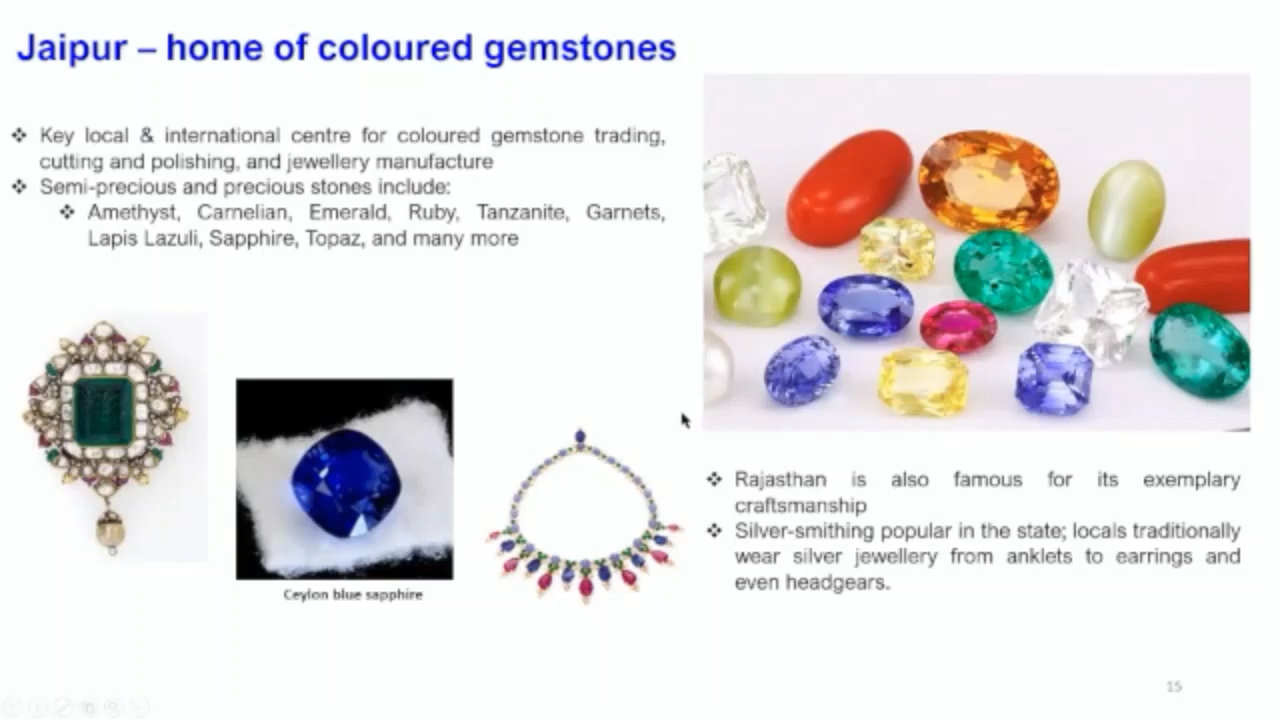 Jaipur – home of coloured gemstones
❖ Key local & international centre for coloured gemstone trading,
cutting and polishing, and jewellery manufacture
❖ Semi-precious and precious stones include:
❖ Amethyst, Carnelian, Emerald, Ruby, Tanzanite, Garnets,
Lapis Lazuli, Sapphire, Topaz, and many more
Ceylon blue sapphire
❖ Rajasthan is also famous for its exemplary
craftsmanship
❖ Silver-smithing popular in the state; locals traditionally
wear silver jewellery from anklets to earrings and
even headgears.
15